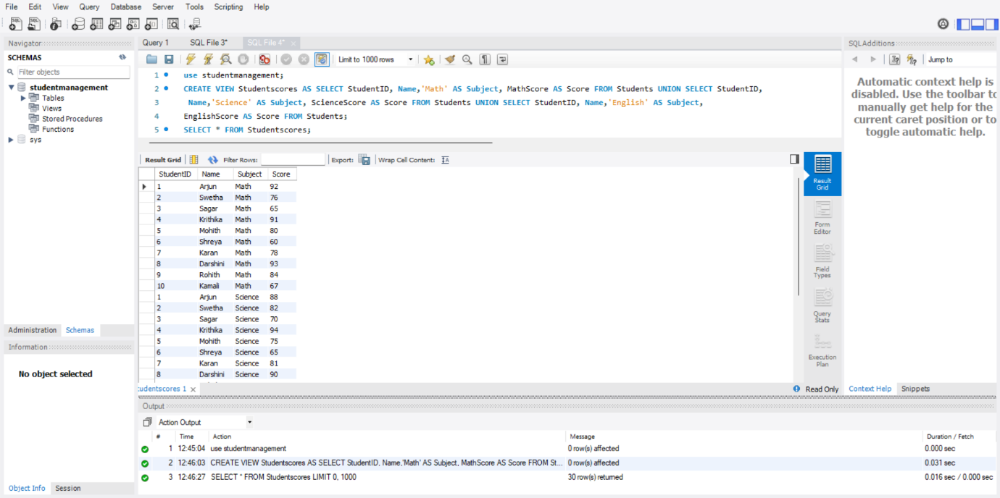 File Edit View Query Database Server Tools Scripting Help
Navigator
SCHEMAS
Filter objects
studentmanagement
Tables
Views
Stored Procedures
Functions
sys
Administration Schemas
Information
No object selected
Object Info Session
Query 1 SQL File 3* SQL File 4*
Limit to 1000 rows
1 use studentmanagement;
2 CREATE VIEW Studentscores AS SELECT StudentID, Name,'Math' AS Subject, MathScore AS Score FROM Students UNION SELECT StudentID,
3 Name,'Science' AS Subject, ScienceScore AS Score FROM Students UNION SELECT StudentID, Name,'English' AS Subject,
4 EnglishScore AS Score FROM Students;
5 SELECT * FROM Studentscores;
Result Grid Filter Rows: Export: Wrap Cell Content:
StudentID Name Subject Score
1 Arjun Math 92
2 Swetha Math 76
3 Sagar Math 65
4 Krithika Math 91
5 Mohith Math 80
6 Shreya Math 60
7 Karan Math 78
8 Darshini Math 93
9 Rohith Math 84
10 Kamali Math 67
1 Arjun Science 88
2 Swetha Science 82
3 Sagar Science 70
4 Krithika Science 94
5 Mohith Science 75
6 Shreya Science 65
7 Karan Science 81
8 Darshini Science 90
Result
Grid
Form
Editor
Field
Types
Query
Stats
Execution
Plan
tudentscores 1
Read Only
SQLAdditions
Jump to
Automatic context help is
disabled. Use the toolbar to
manually get help for the
current caret position or to
toggle automatic help.
Context Help Snippets
Output
Action Output
# Time Action Message Duration / Fetch
1 12:45:04 use studentmanagement 0 row(s) affected 0.000 sec
2 12:46:03 CREATE VIEW Studentscores AS SELECT StudentID, Name,'Math' AS Subject, MathScore AS Score FROM St... 0 row(s) affected 0.031 sec
3 12:46:27 SELECT * FROM Studentscores LIMIT 0, 1000 30 row(s) returned 0.016 sec / 0.000 sec